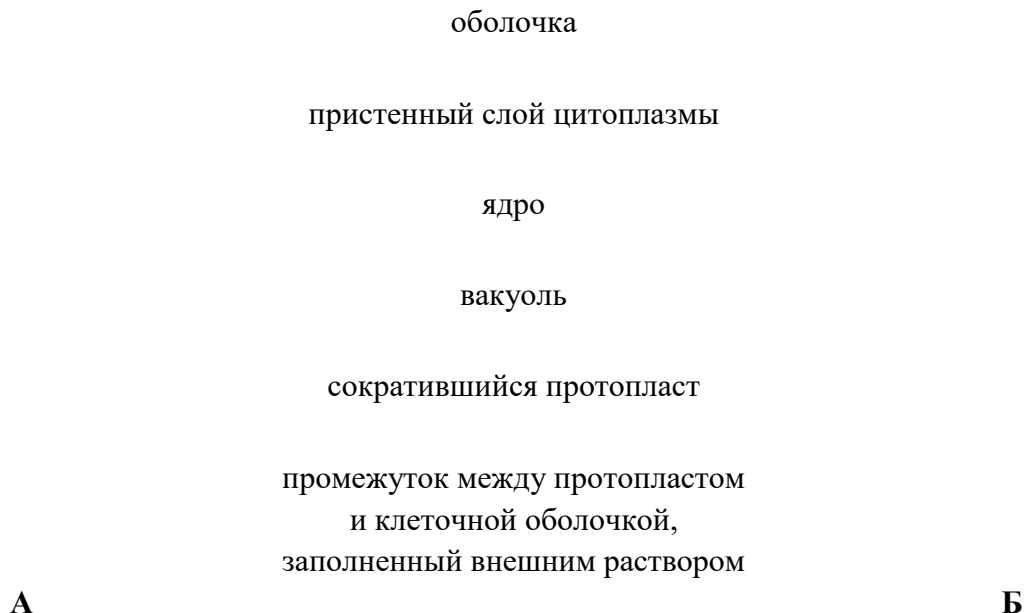 оболочка
пристенный слой цитоплазмы
ядро
вакуоль
сократившийся протопласт
промежуток между протопластом
и клеточной оболочкой,
заполненный внешним раствором
А Б